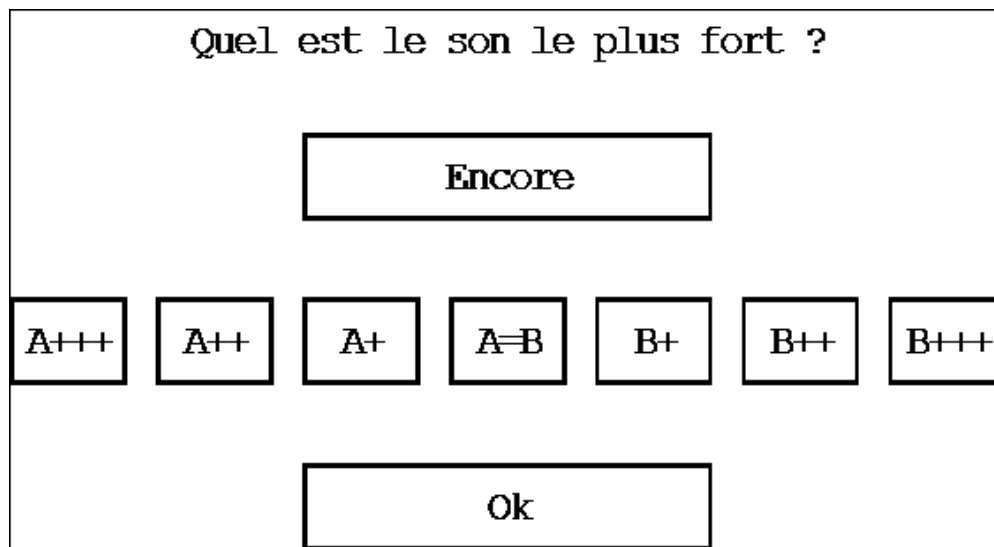 Quel est le son le plus fort ?
Encore
A+++ A++ A+ A=B B+ B++ B+++
Ok